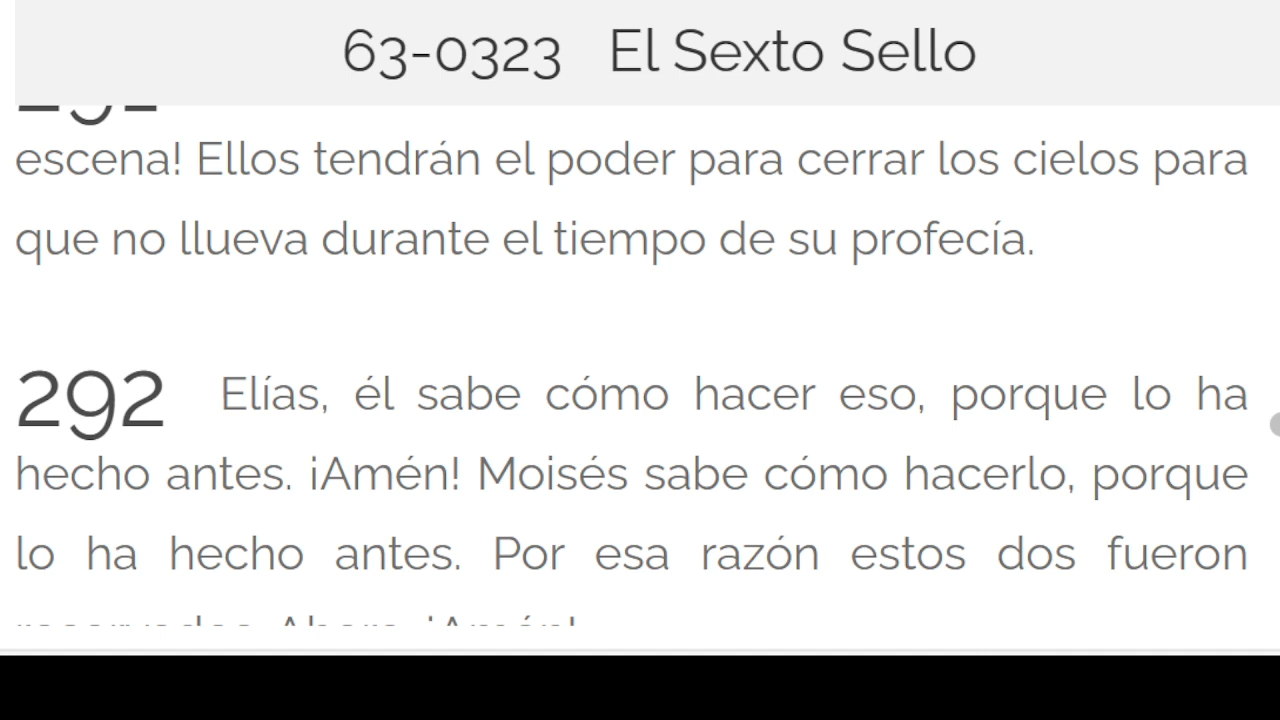 63-0323 El Sexto Sello
escena! Ellos tendrán el poder para cerrar los cielos para
que no llueva durante el tiempo de su profecía.
292 Elías, él sabe cómo hacer eso, porque lo ha
hecho antes. ¡Amén! Moisés sabe cómo hacerlo, porque
lo ha hecho antes. Por esa razón estos dos fueron